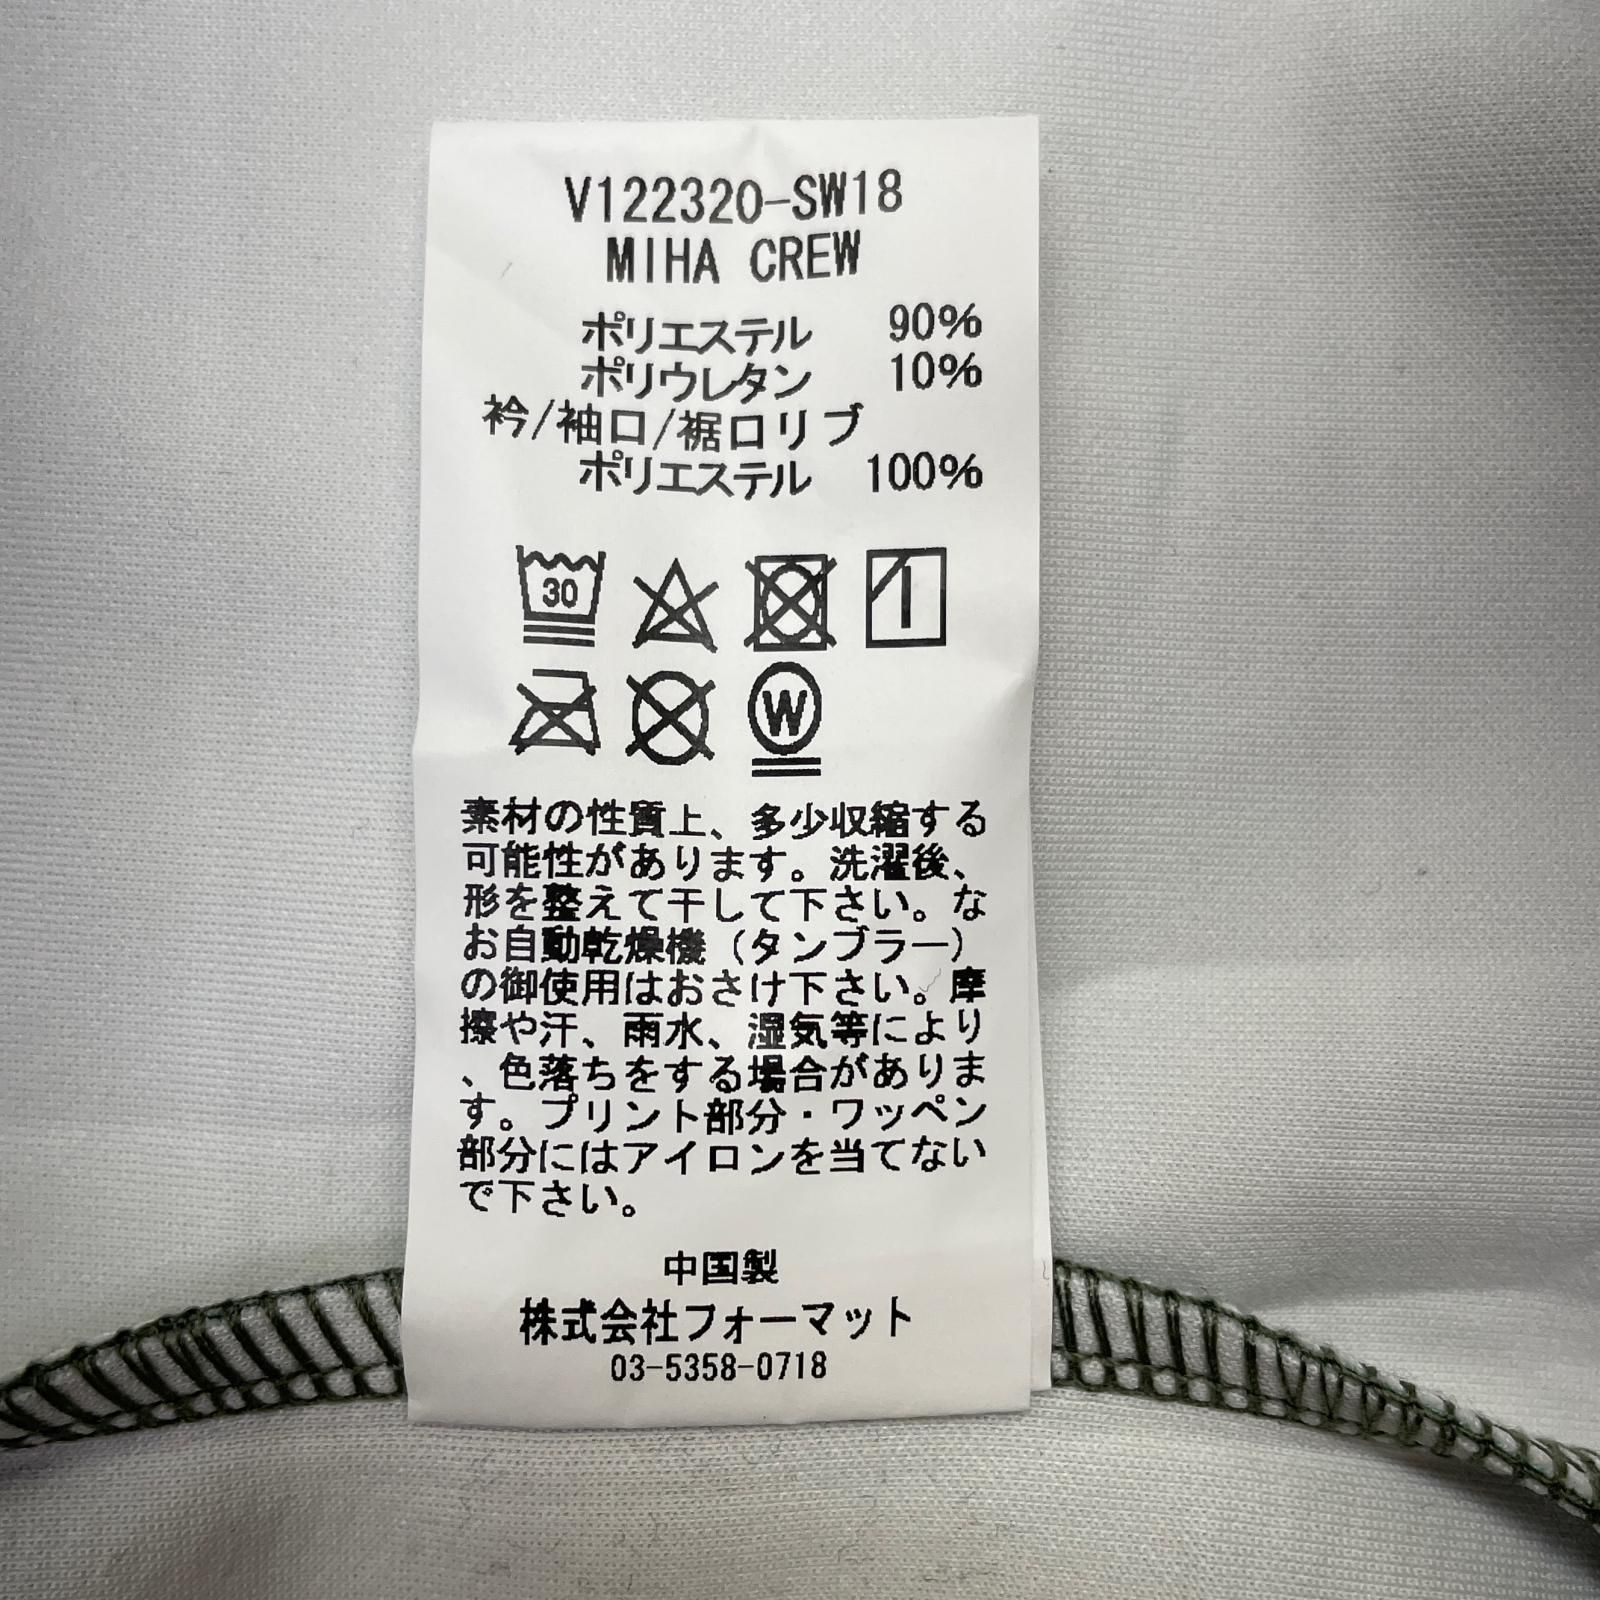 V122320-SW18
MIHA CREW
ポリエステル 90%
ポリウレタン 10%
衿/袖口/裾口リブ
ポリエステル 100%
30
W
素材の性質上、多少収縮する
可能性があります。洗濯後、
形を整えて干して下さい。な
お自動乾燥機（タンブラー）
の御使用はおさけ下さい。摩
擦や汗、雨水、湿気等により
、色落ちをする場合がありま
す。プリント部分・ワッペン
部分にはアイロンを当てない
で下さい。
中国製
株式会社フォーマット
03-5358-0718